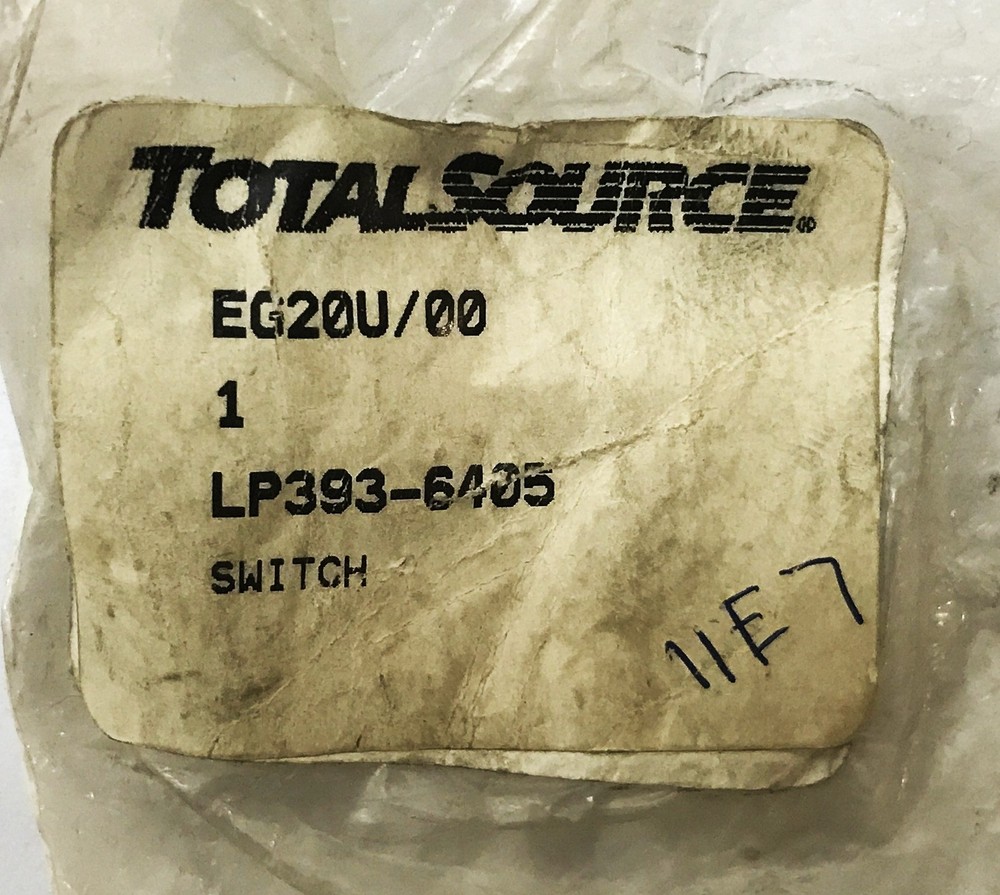 TOTALSOURCE®
EG20U/00
1
LP393-6405
SWITCH
11E7